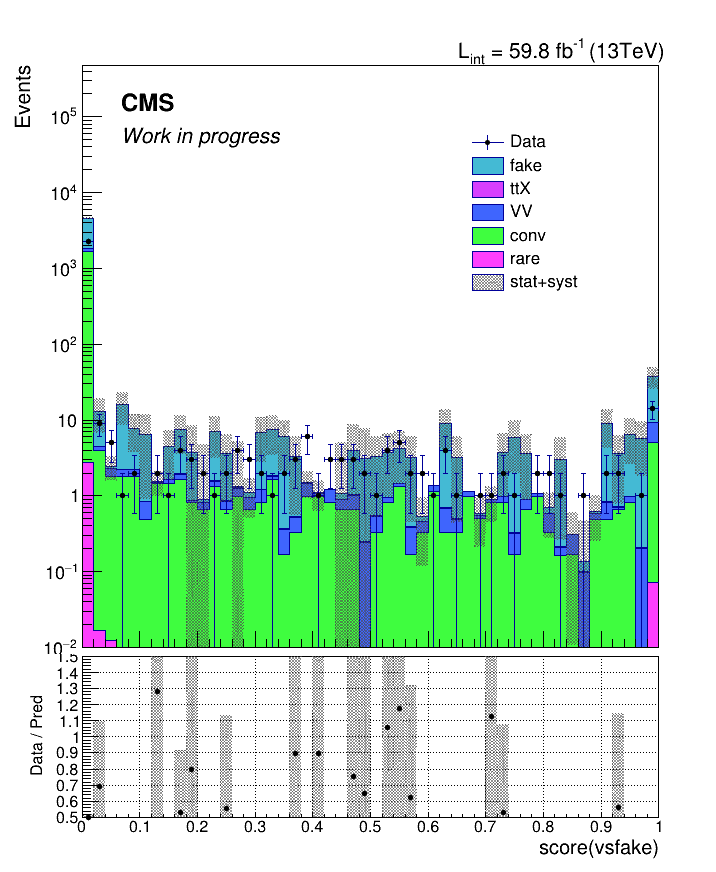 L_int = 59.8 fb^-1 (13TeV)
Events
CMS
Work in progress
Data
fake
ttX
VV
conv
rare
stat+syst
10^5
10^4
10^3
10^2
10
1
10^-1
10^-2
Data / Pred
1.5
1.4
1.3
1.2
1.1
1
0.9
0.8
0.7
0.6
0.5
0 0.1 0.2 0.3 0.4 0.5 0.6 0.7 0.8 0.9 1
score(vsfake)